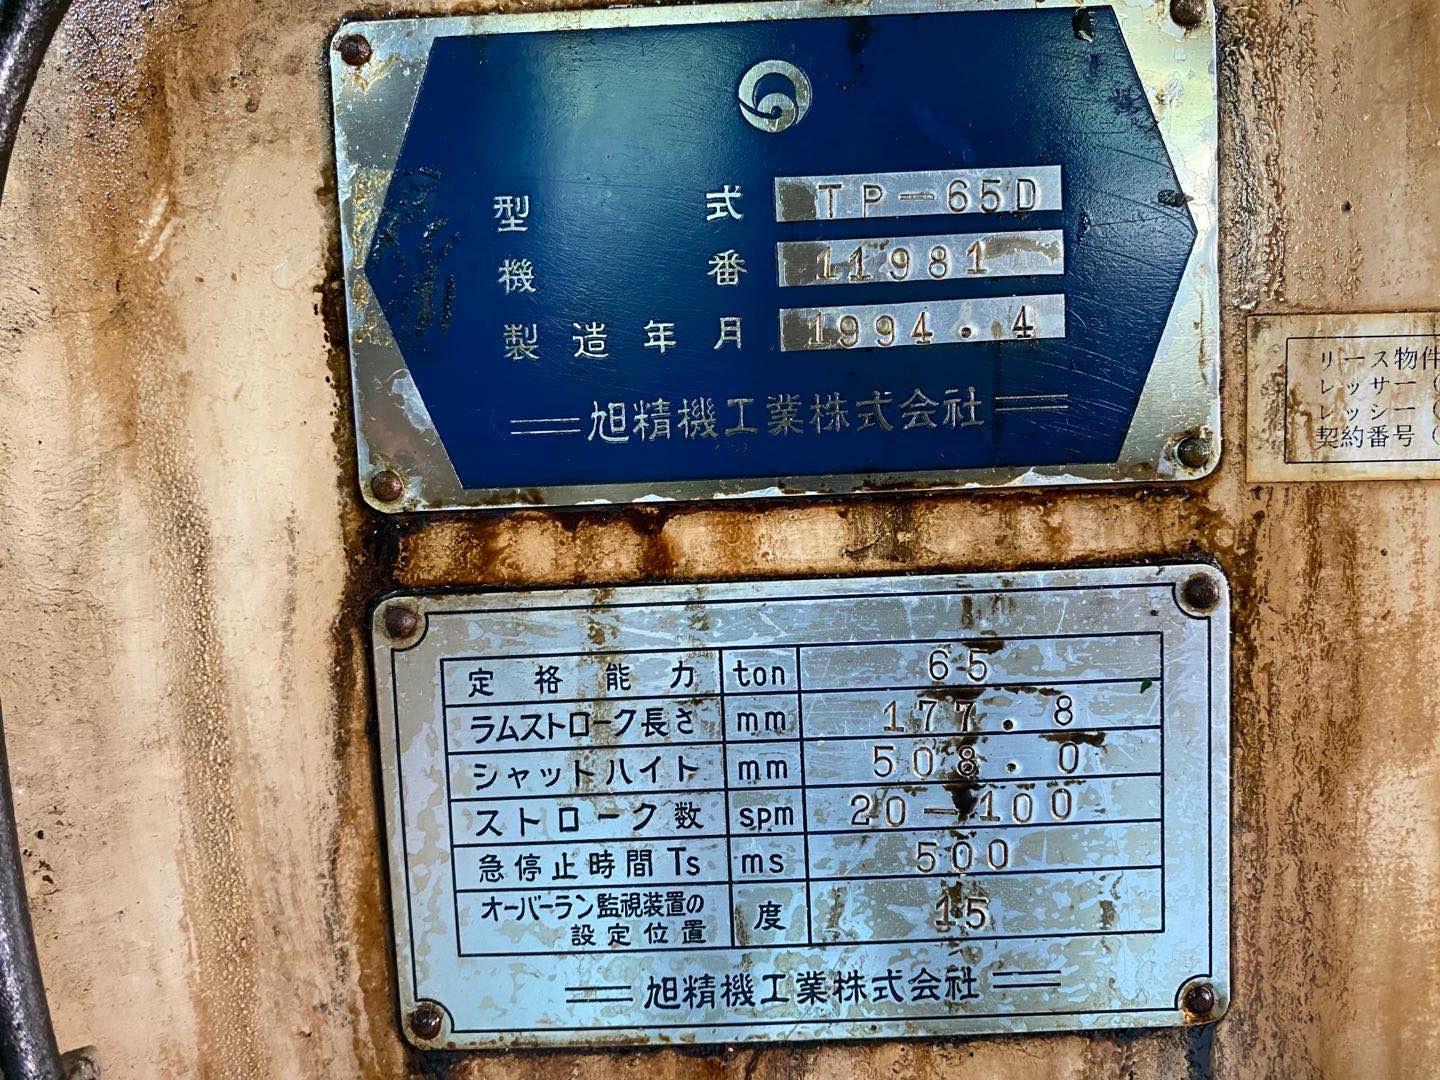 型式 TP-65D
機番 11981
製造年月 1994.4
旭精機工業株式会社
リース物件
レッサー（
レッシー（
契約番号（
定格能力 ton 65
ラムストローク長さ mm 177.8
シャットハイト mm 508.0
ストローク数 spm 20-100
急停止時間Ts ms 500
オーバーラン監視装置の
設定位置 度 15
旭精機工業株式会社